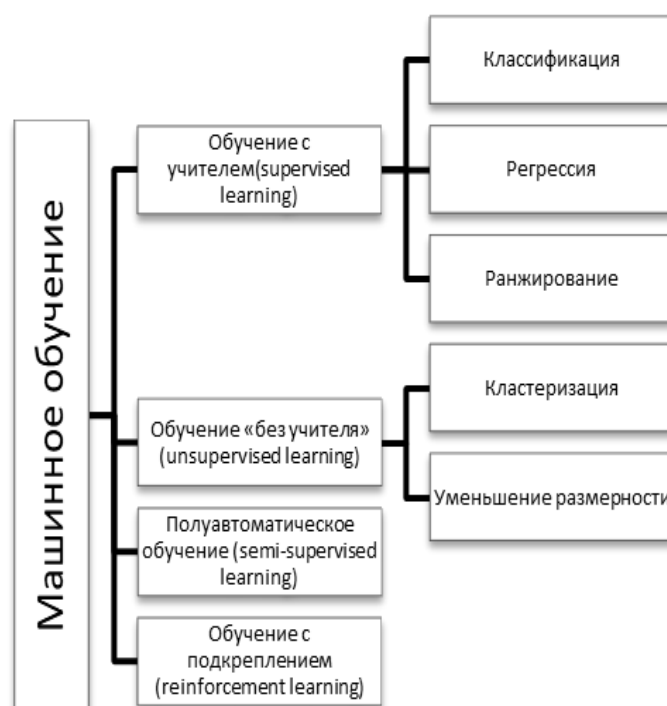 Машинное обучение
Обучение с
учителем(supervised
learning)
Классификация
Регрессия
Ранжирование
Обучение «без учителя»
(unsupervised learning)
Кластеризация
Уменьшение размерности
Полуавтоматическое
обучение (semi-supervised
learning)
Обучение с
подкреплением
(reinforcement learning)